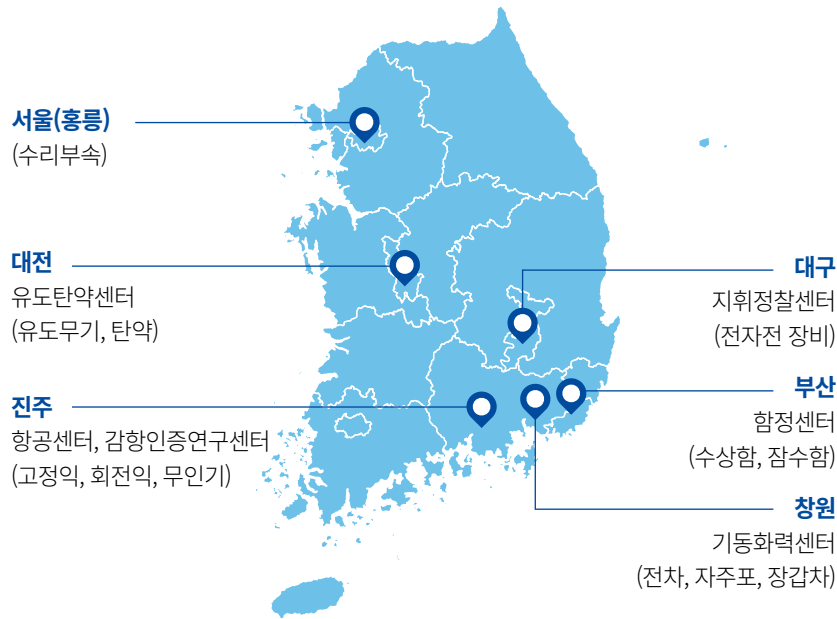 서울(홍릉)
(수리부속)
대전
유도탄약센터
(유도무기, 탄약)
진주
항공센터, 감항인증연구센터
(고정익, 회전익, 무인기)
대구
지휘정찰센터
(전자전 장비)
부산
함정센터
(수상함, 잠수함)
창원
기동화력센터
(전차, 자주포, 장갑차)